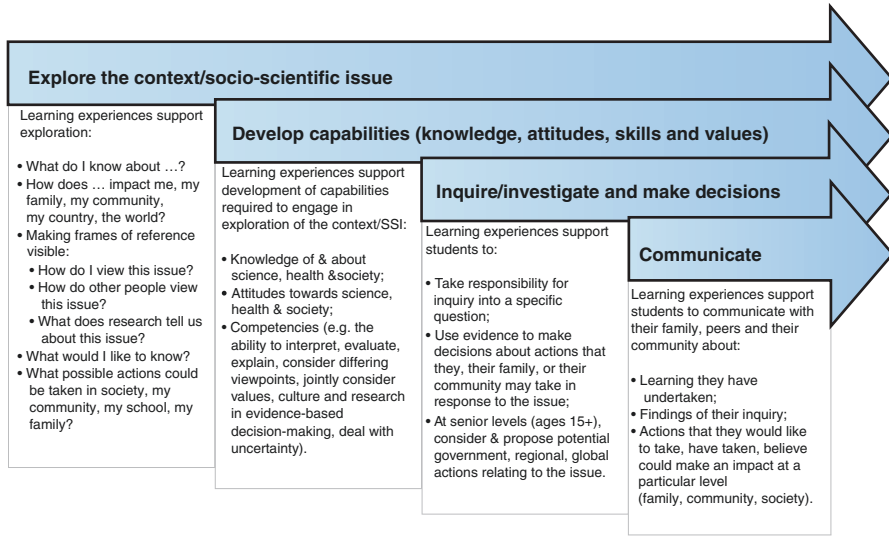 Explore the context/socio-scientific issue
Learning experiences support
exploration:
• What do I know about …?
• How does … impact me, my
family, my community,
my country, the world?
• Making frames of reference
visible:
• How do I view this issue?
• How do other people view
this issue?
• What does research tell us
about this issue?
• What would I like to know?
• What possible actions could
be taken in society, my
community, my school, my
family?
Develop capabilities (knowledge, attitudes, skills and values)
Learning experiences support
development of capabilities
required to engage in
exploration of the context/SSI:
• Knowledge of & about
science, health &society;
• Attitudes towards science,
health & society;
• Competencies (e.g. the
ability to interpret, evaluate,
explain, consider differing
viewpoints, jointly consider
values, culture and research
in evidence-based
decision-making, deal with
uncertainty).
Inquire/investigate and make decisions
Learning experiences support
students to:
• Take responsibility for
inquiry into a specific
question;
• Use evidence to make
decisions about actions that
they, their family, or their
community may take in
response to the issue;
• At senior levels (ages 15+),
consider & propose potential
government, regional, global
actions relating to the issue.
Communicate
Learning experiences support
students to communicate with
their family, peers and their
community about:
• Learning they have
undertaken;
• Findings of their inquiry;
• Actions that they would like
to take, have taken, believe
could make an impact at a
particular level
(family, community, society).